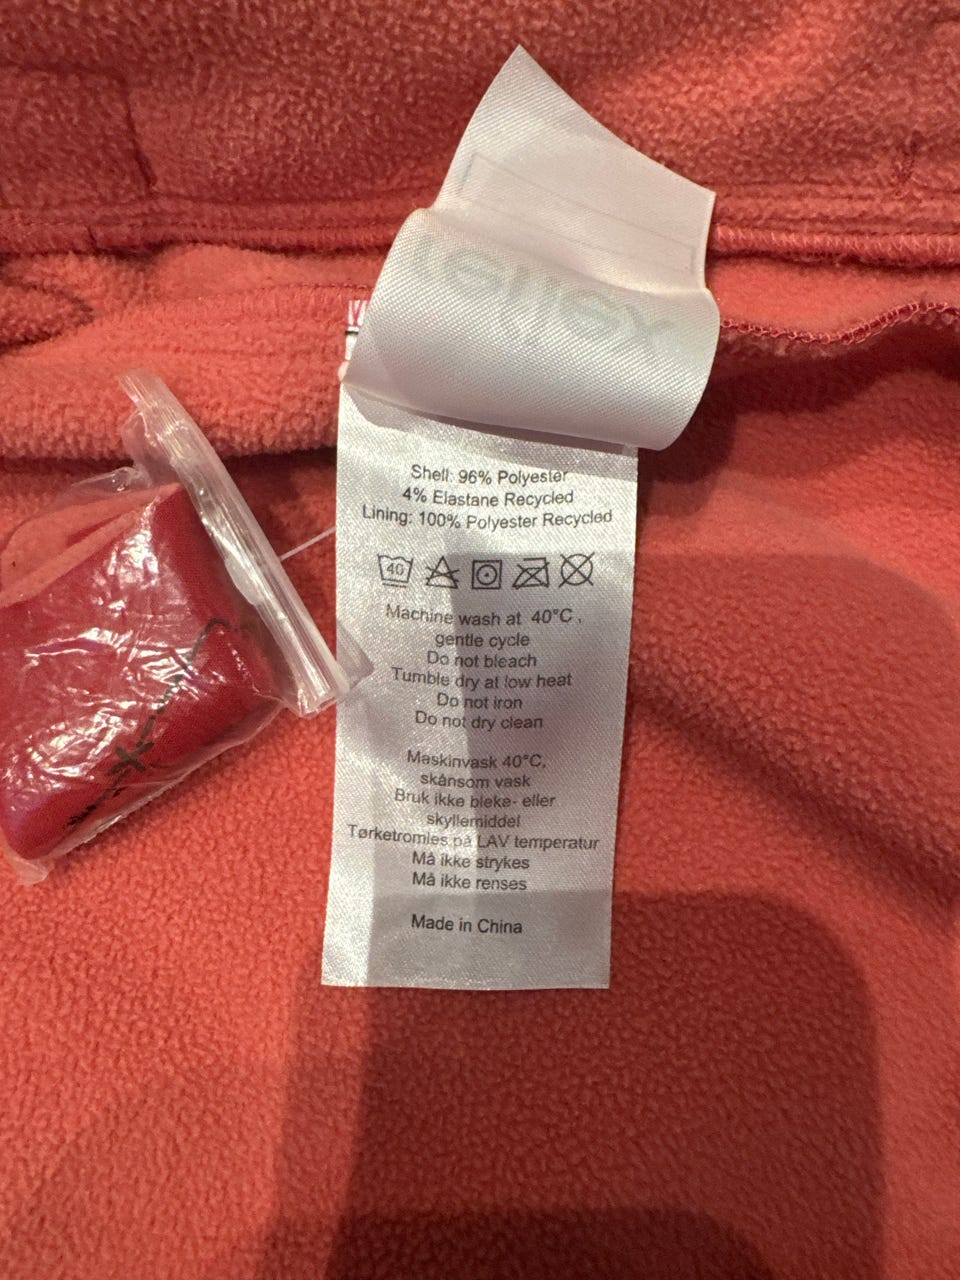 Shell: 96% Polyester
4% Elastane Recycled
Lining: 100% Polyester Recycled
40
Machine wash at 40°C,
gentle cycle
Do not bleach
Tumble dry at low heat
Do not iron
Do not dry clean
Maskinvask 40°C,
skånsom vask
Bruk ikke bleke- eller
skyllemiddel
Tørketromles på LAV temperatur
Må ikke strykes
Må ikke renses
Made in China